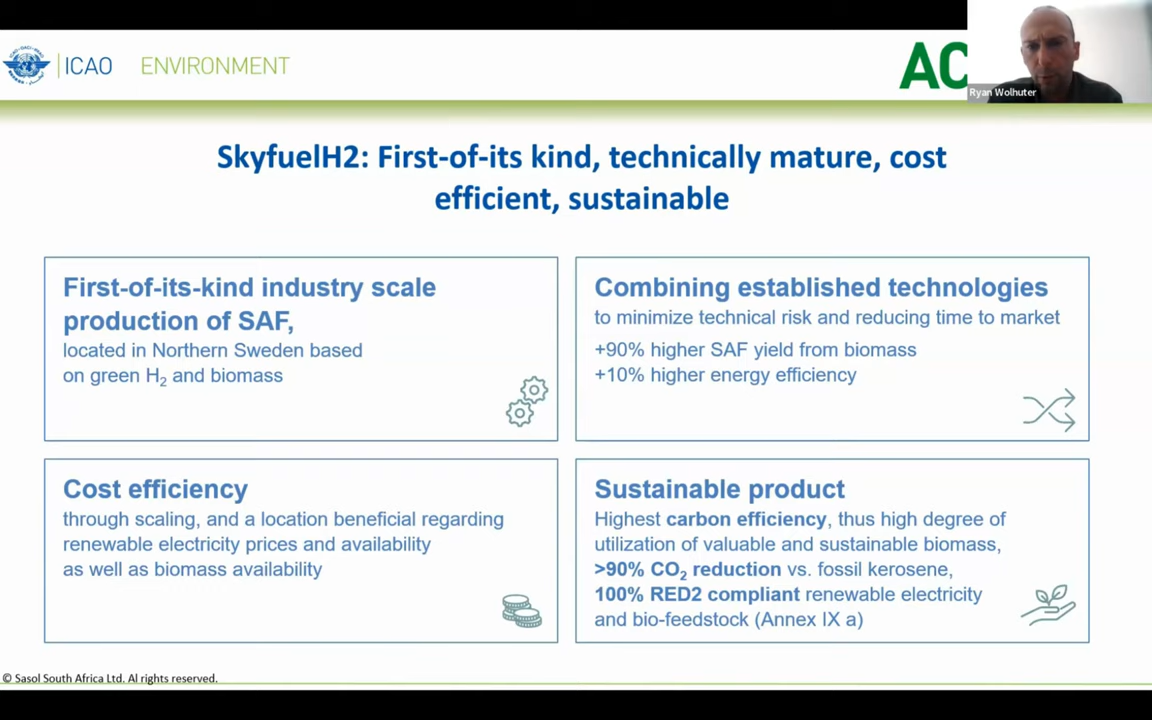 ICAO ENVIRONMENT
AC
Ryan Wolhuter
SkyfuelH2: First-of-its kind, technically mature, cost
efficient, sustainable
First-of-its-kind industry scale
production of SAF,
located in Northern Sweden based
on green H2 and biomass
Combining established technologies
to minimize technical risk and reducing time to market
+90% higher SAF yield from biomass
+10% higher energy efficiency
Cost efficiency
through scaling, and a location beneficial regarding
renewable electricity prices and availability
as well as biomass availability
Sustainable product
Highest carbon efficiency, thus high degree of
utilization of valuable and sustainable biomass,
>90% CO2 reduction vs. fossil kerosene,
100% RED2 compliant renewable electricity
and bio-feedstock (Annex IX a)
© Sasol South Africa Ltd. Al rights reserved.